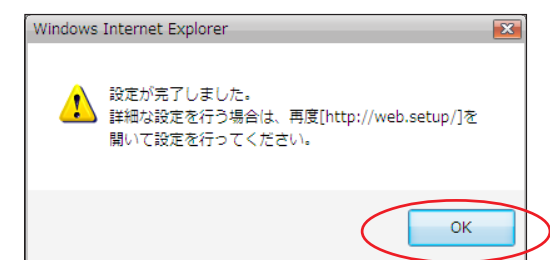 Windows Internet Explorer
設定が完了しました。
詳細な設定を行う場合は、再度[http://web.setup/]を
開いて設定を行ってください。
OK